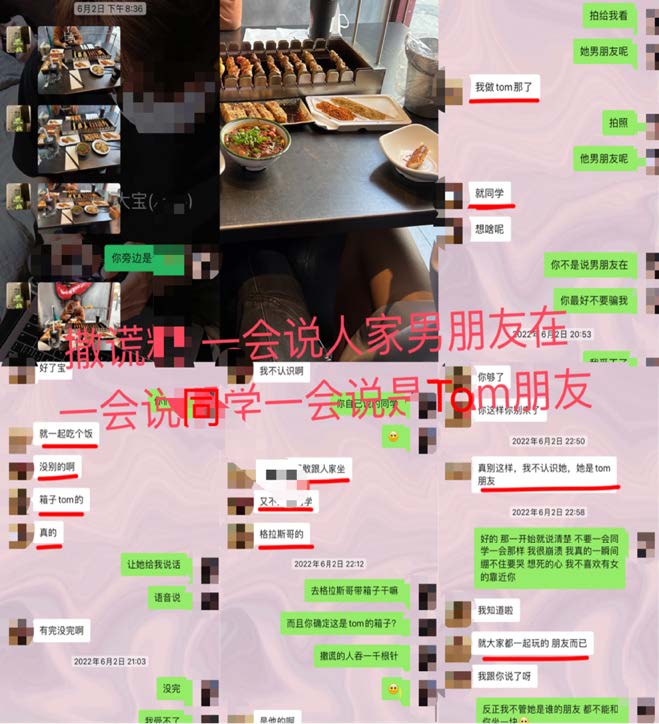 6月2日 下午8:36
大宝(
你旁边是
拍给我看
她男朋友呢
我做tom那了
拍照
他男朋友呢
就同学
想啥呢
你不是说男朋友在
你最好不要骗我
2022年6月2日 20:53
撒谎
一会说人家男朋友在
一会说同学一会说是Tom朋友
好了宝
就一起吃个饭
没别的啊
箱子tom的
真的
让她给我说话
语音说
有完没完啊
2022年6月2日 21:03
没完
我受不了
我不认识啊
你自己说的同学
敢跟人家坐
又不
格拉斯哥的
2022年6月2日 22:12
去格拉斯哥带箱子干嘛
而且你确定这是tom的箱子?
撒谎的人吞一千根针
是他的啊
你够了
你这样你别来了
2022年6月2日 22:50
真别这样，我不认识她，她是tom
朋友
2022年6月2日 22:58
好的 那一开始就说清楚 不要一会同
学一会那样 我很崩溃 我真的一瞬间
绷不住要哭 想死的心 我不喜欢有女
的靠近你
我知道啦
就大家都一起玩的 朋友而已
我跟你说了呀
反正我不管她是谁的朋友 都不能和
你坐一块